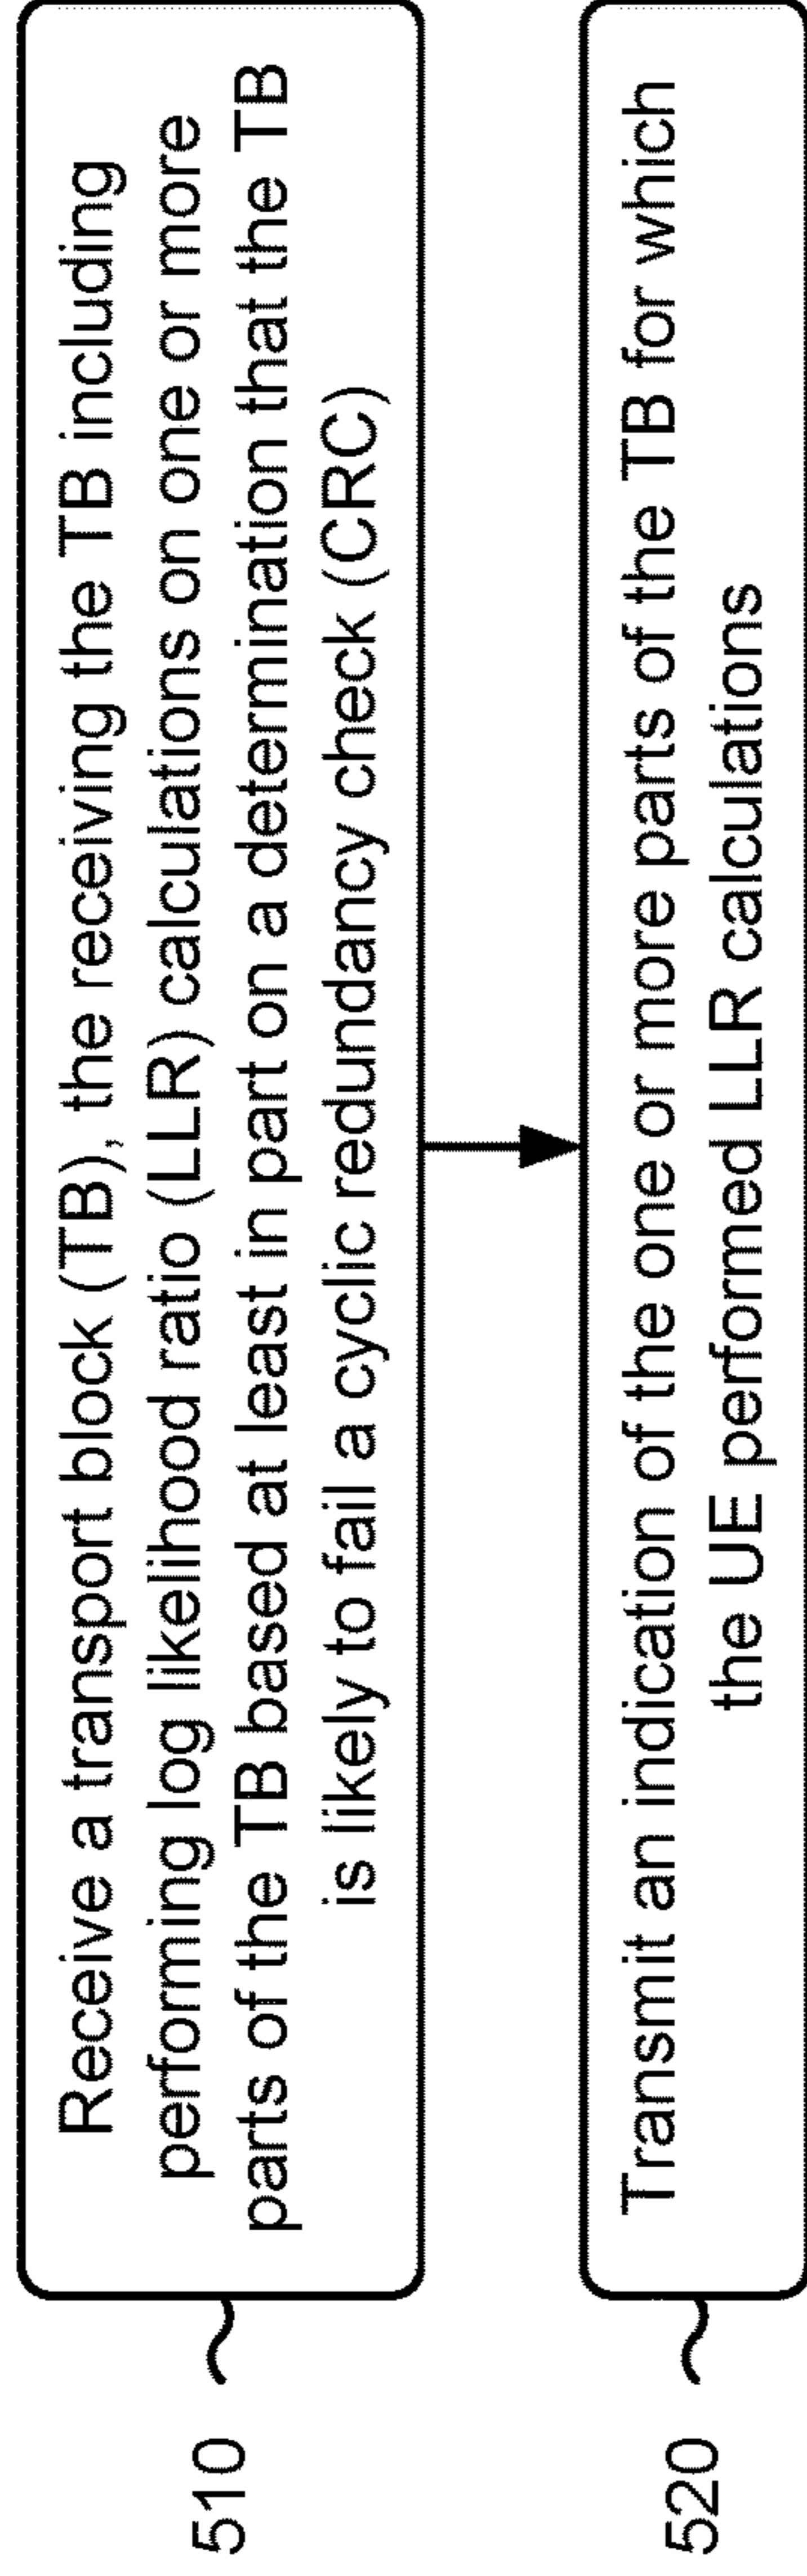 510
Receive a transport block (TB), the receiving the TB including
performing log likelihood ratio (LLR) calculations on one or more
parts of the TB based at least in part on a determination that the TB
is likely to fail a cyclic redundancy check (CRC)
520
Transmit an indication of the one or more parts of the TB for which
the UE performed LLR calculations